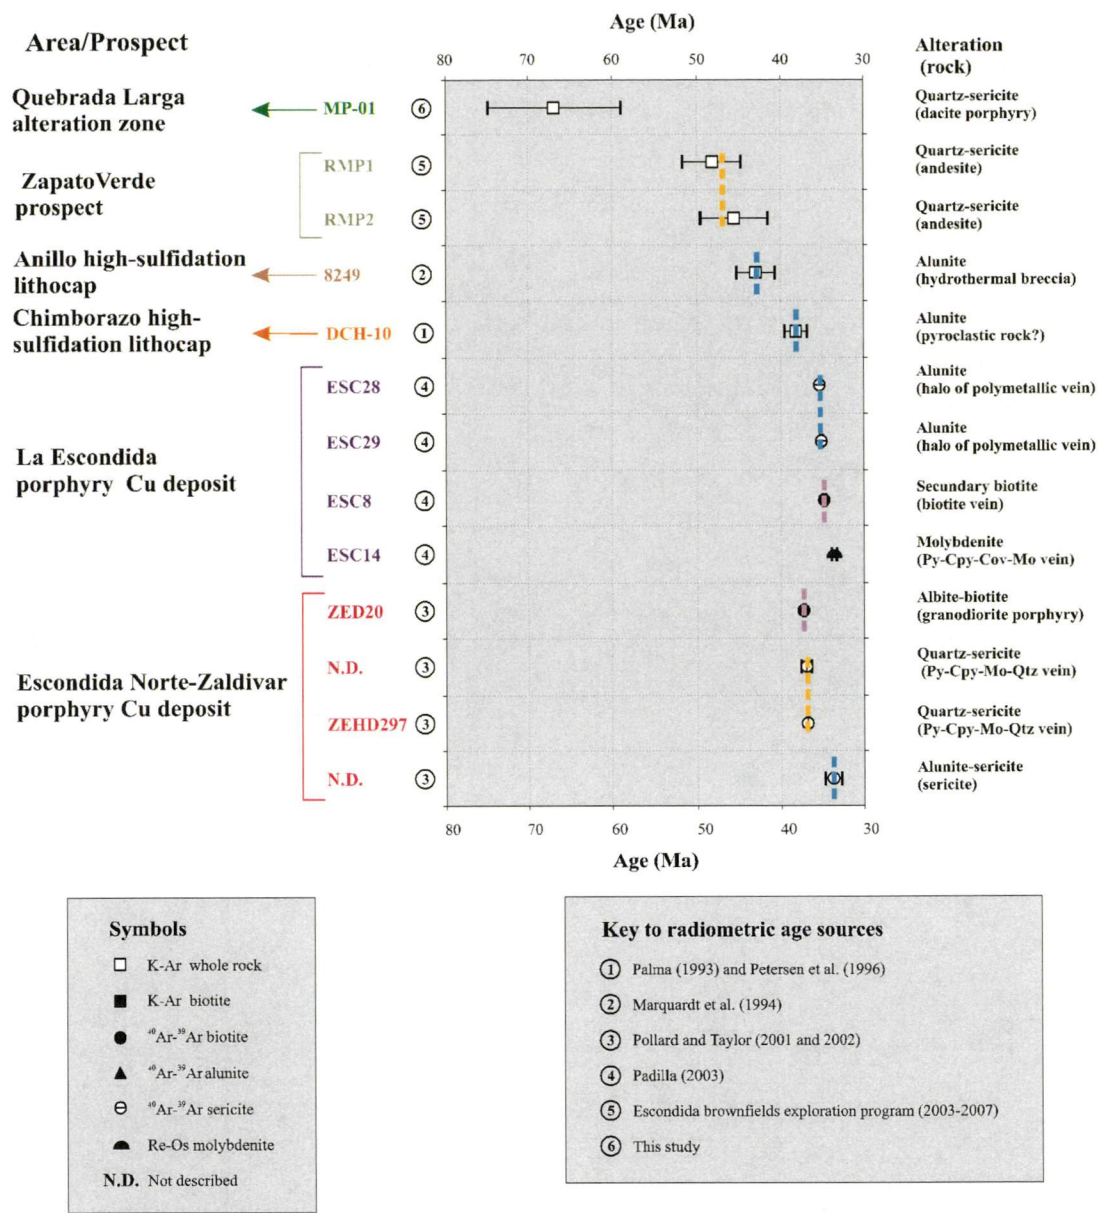 Age (Ma)
Area/Prospect
Alteration
(rock)
80 70 60 50 40 30
Quebrada Larga
alteration zone
MP-01
6
Quartz-sericite
(dacite porphyry)
ZapatoVerde
prospect
RMP1
5
Quartz-sericite
(andesite)
RMP2
5
Quartz-sericite
(andesite)
Anillo high-sulfidation
lithocap
8249
2
Alunite
(hydrothermal breccia)
Chimborazo high-
sulfidation lithocap
DCH-10
1
Alunite
(pyroclastic rock?)
La Escondida
porphyry Cu deposit
ESC28
4
Alunite
(halo of polymetallic vein)
ESC29
4
Alunite
(halo of polymetallic vein)
ESC8
4
Secundary biotite
(biotite vein)
ESC14
4
Molybdenite
(Py-Cpy-Cov-Mo vein)
Escondida Norte-Zaldivar
porphyry Cu deposit
ZED20
3
Albite-biotite
(granodiorite porphyry)
N.D.
3
Quartz-sericite
(Py-Cpy-Mo-Qtz vein)
ZEHD297
3
Quartz-sericite
(Py-Cpy-Mo-Qtz vein)
N.D.
3
Alunite-sericite
(sericite)
80 70 60 50 40 30
Age (Ma)
Symbols
K-Ar whole rock
K-Ar biotite
⁴⁰Ar-³⁹Ar biotite
⁴⁰Ar-³⁹Ar alunite
⁴⁰Ar-³⁹Ar sericite
Re-Os molybdenite
N.D. Not described
Key to radiometric age sources
1 Palma (1993) and Petersen et al. (1996)
2 Marquardt et al. (1994)
3 Pollard and Taylor (2001 and 2002)
4 Padilla (2003)
5 Escondida brownfields exploration program (2003-2007)
6 This study